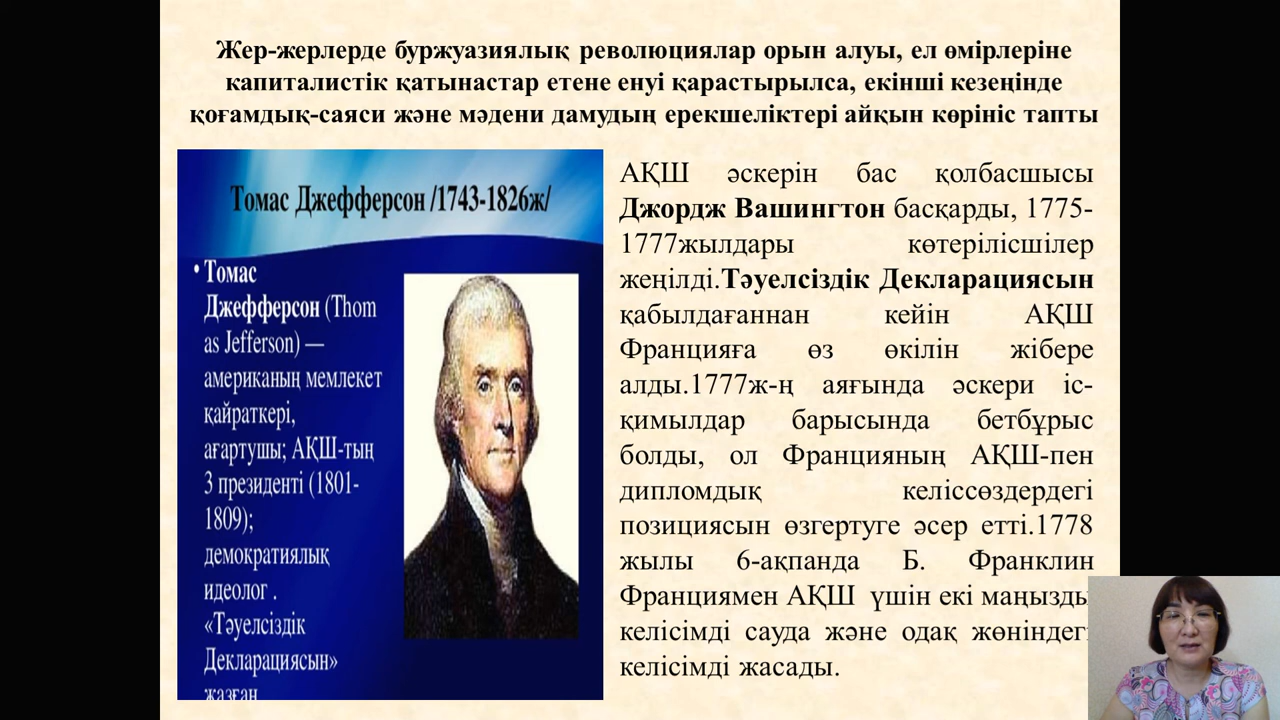 Жер-жерлерде буржуазиялық революциялар орын алуы, ел өмірлеріне
капиталистік қатынастар етене енуі қарастырылса, екінші кезеңінде
қоғамдық-саяси және мәдени дамудың ерекшеліктері айқын көрініс тапты
Томас Джефферсон /1743-1826ж/
• Томас
Джефферсон (Thom
as Jefferson) —
американың мемлекет
қайраткері,
ағартушы; АҚШ-тың
3 президенті (1801-
1809);
демократиялық
идеолог .
«Тәуелсіздік
Декларациясын»
жазған
АҚШ әскерін бас қолбасшысы
Джордж Вашингтон басқарды, 1775-
1777жылдары көтерілісшілер
жеңілді.Тәуелсіздік Декларациясын
қабылдағаннан кейін АҚШ
Францияға өз өкілін жібере
алды.1777ж-ң аяғында әскери іс-
қимылдар барысында бетбұрыс
болды, ол Францияның АҚШ-пен
дипломдық келіссөздердегі
позициясын өзгертуге әсер етті.1778
жылы 6-ақпанда Б. Франклин
Франциямен АҚШ үшін екі маңызды
келісімді сауда және одақ жөніндегі
келісімді жасады.